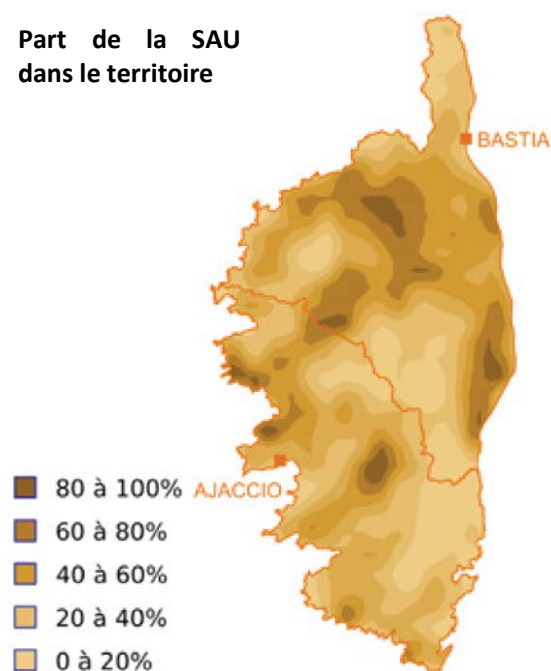 Part de la SAU
dans le territoire
BASTIA
AJACCIO
80 à 100%
60 à 80%
40 à 60%
20 à 40%
0 à 20%